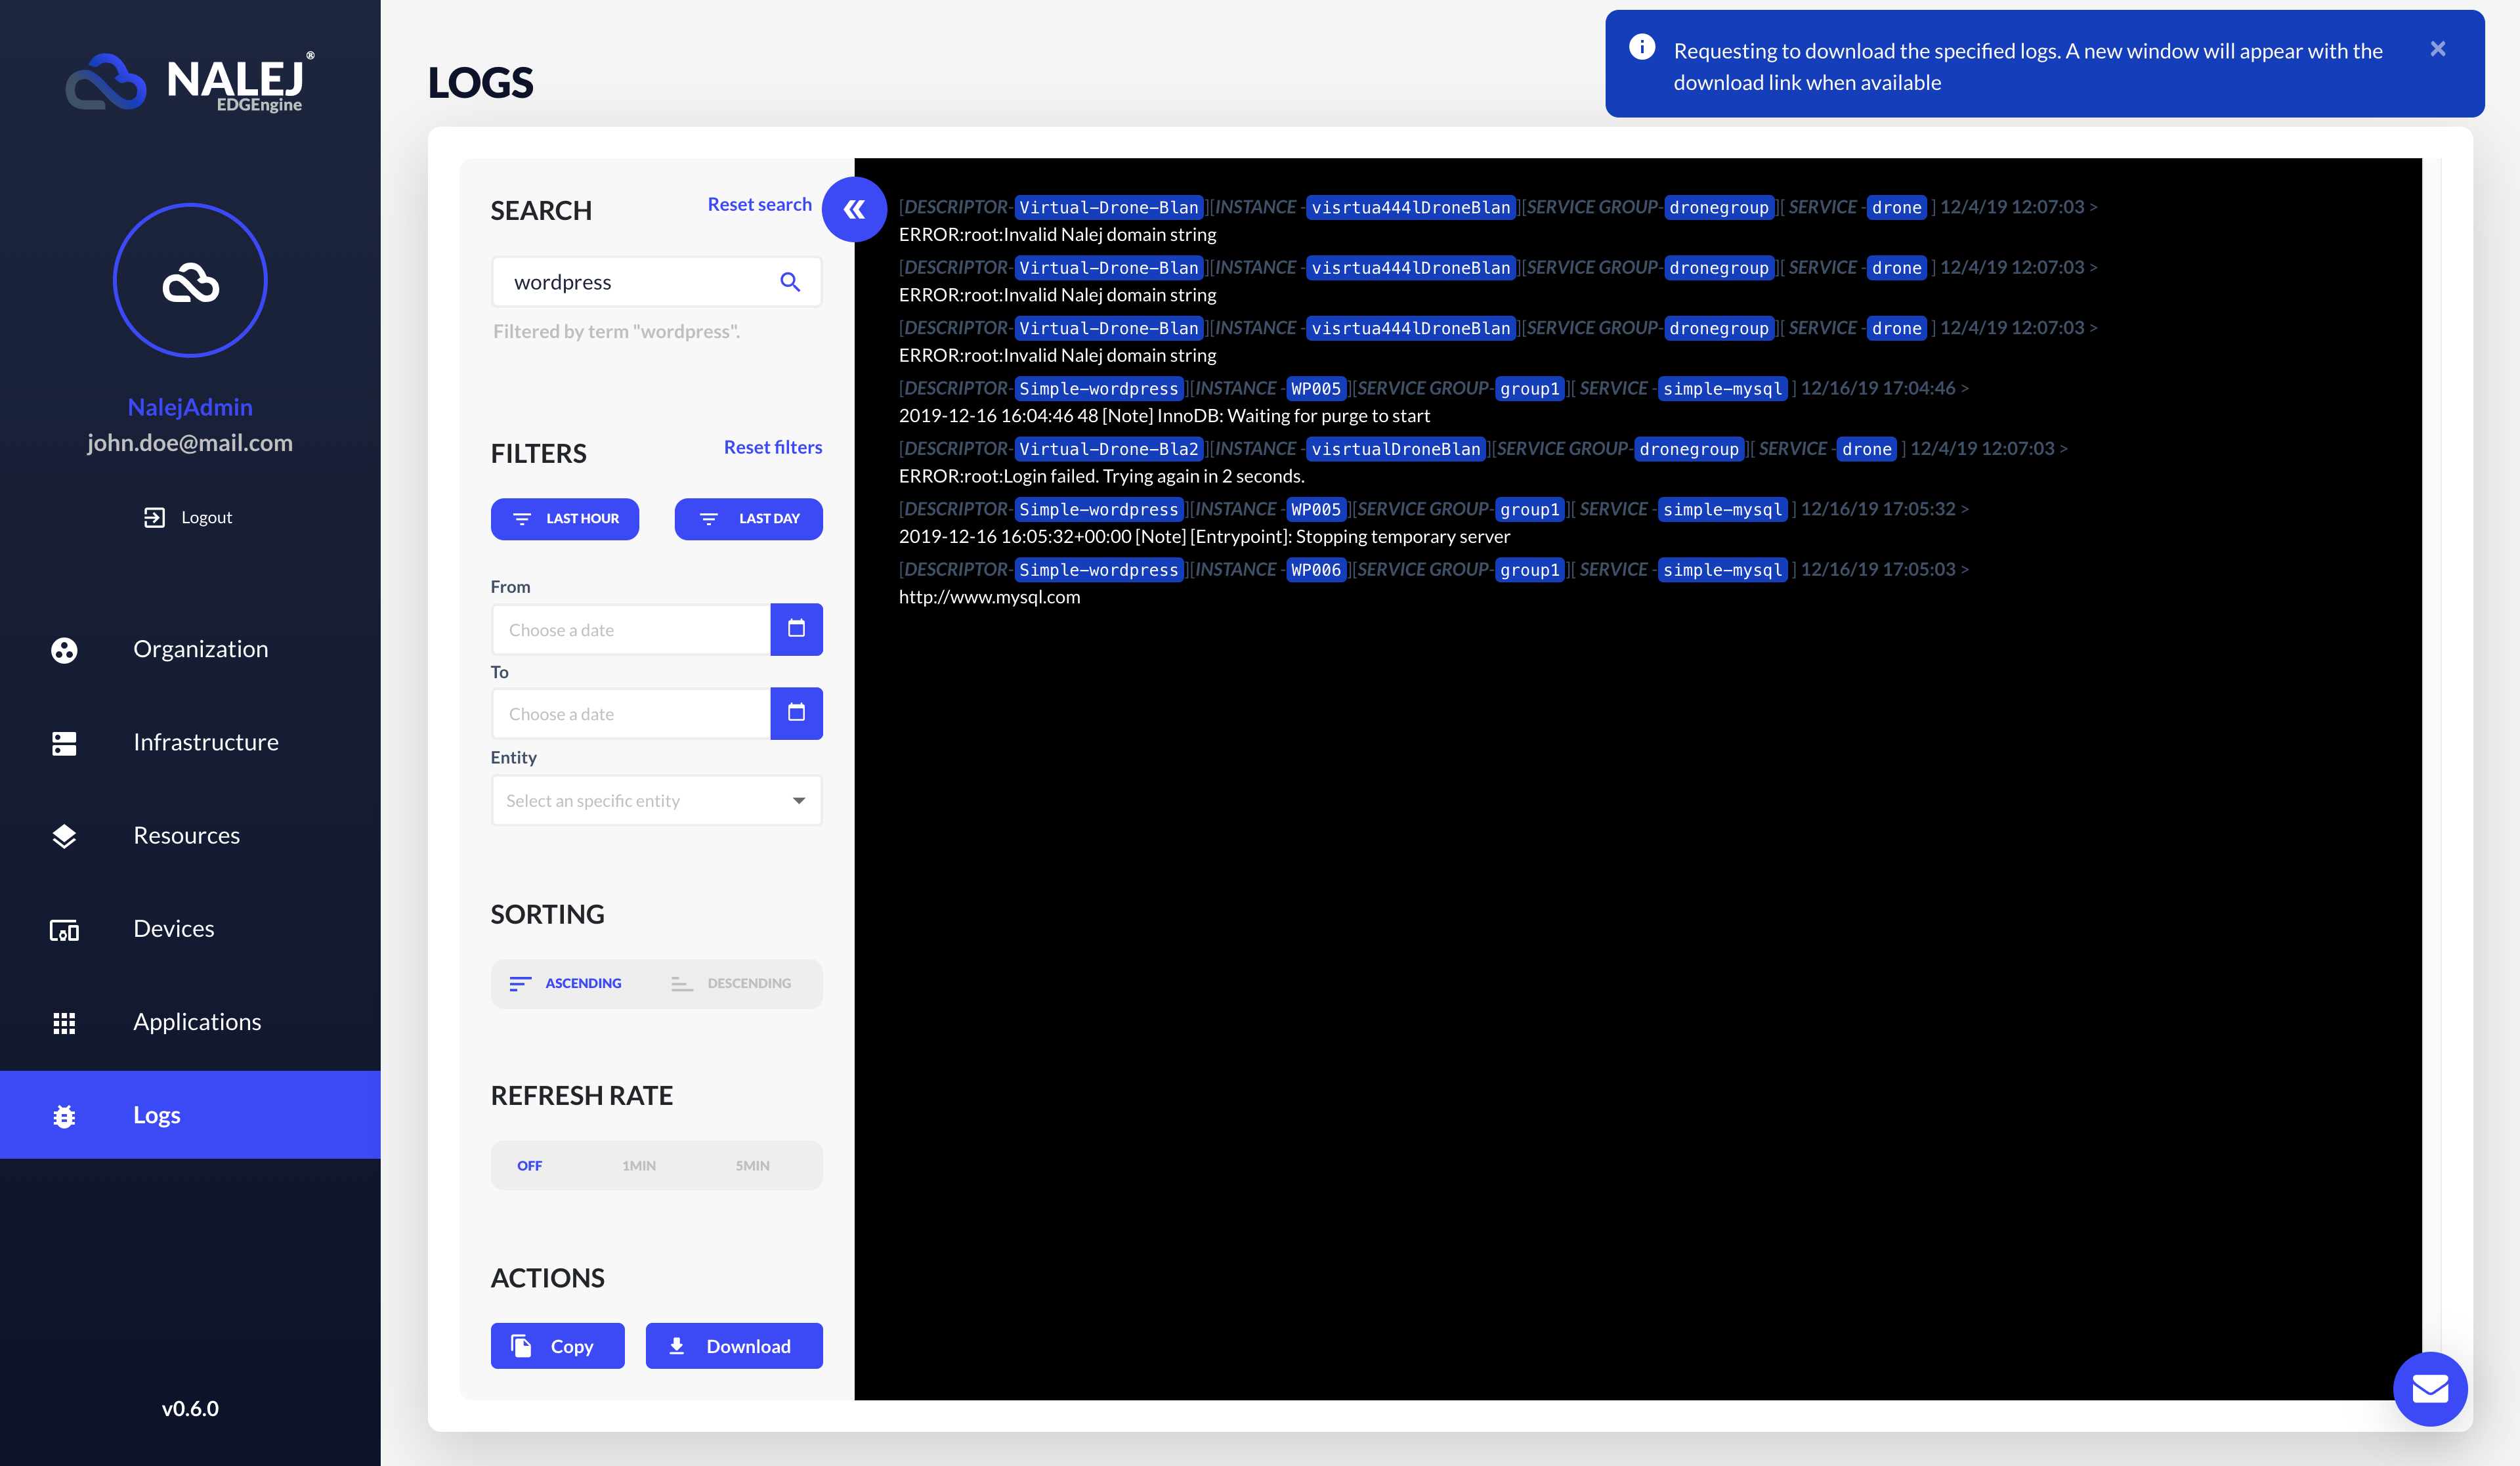 NALEJ®
EDGEngine
NalejAdmin
john.doe@mail.com
Logout
Organization
Infrastructure
Resources
Devices
Applications
Logs
v0.6.0
LOGS
Requesting to download the specified logs. A new window will appear with the
download link when available
SEARCH
Reset search
wordpress
Filtered by term "wordpress".
FILTERS
Reset filters
LAST HOUR
LAST DAY
From
Choose a date
To
Choose a date
Entity
Select an specific entity
SORTING
ASCENDING
DESCENDING
REFRESH RATE
OFF
1MIN
5MIN
ACTIONS
Copy
Download
[DESCRIPTOR-Virtual-Drone-Blan][INSTANCE -visrtua444lDroneBlan][SERVICE GROUP-dronegroup][ SERVICE -drone ] 12/4/19 12:07:03 >
ERROR:root:Invalid Nalej domain string
[DESCRIPTOR-Virtual-Drone-Blan][INSTANCE -visrtua444lDroneBlan][SERVICE GROUP-dronegroup][ SERVICE -drone ] 12/4/19 12:07:03 >
ERROR:root:Invalid Nalej domain string
[DESCRIPTOR-Virtual-Drone-Blan][INSTANCE -visrtua444lDroneBlan][SERVICE GROUP-dronegroup][ SERVICE -drone ] 12/4/19 12:07:03 >
ERROR:root:Invalid Nalej domain string
[DESCRIPTOR-Simple-wordpress][INSTANCE -WP005][SERVICE GROUP-group1][ SERVICE -simple-mysql ] 12/16/19 17:04:46 >
2019-12-16 16:04:46 48 [Note] InnoDB: Waiting for purge to start
[DESCRIPTOR-Virtual-Drone-Bla2][INSTANCE -visrtualDroneBlan][SERVICE GROUP-dronegroup][ SERVICE -drone ] 12/4/19 12:07:03 >
ERROR:root:Login failed. Trying again in 2 seconds.
[DESCRIPTOR-Simple-wordpress][INSTANCE -WP005][SERVICE GROUP-group1][ SERVICE -simple-mysql ] 12/16/19 17:05:32 >
2019-12-16 16:05:32+00:00 [Note] [Entrypoint]: Stopping temporary server
[DESCRIPTOR-Simple-wordpress][INSTANCE -WP006][SERVICE GROUP-group1][ SERVICE -simple-mysql ] 12/16/19 17:05:03 >
http://www.mysql.com